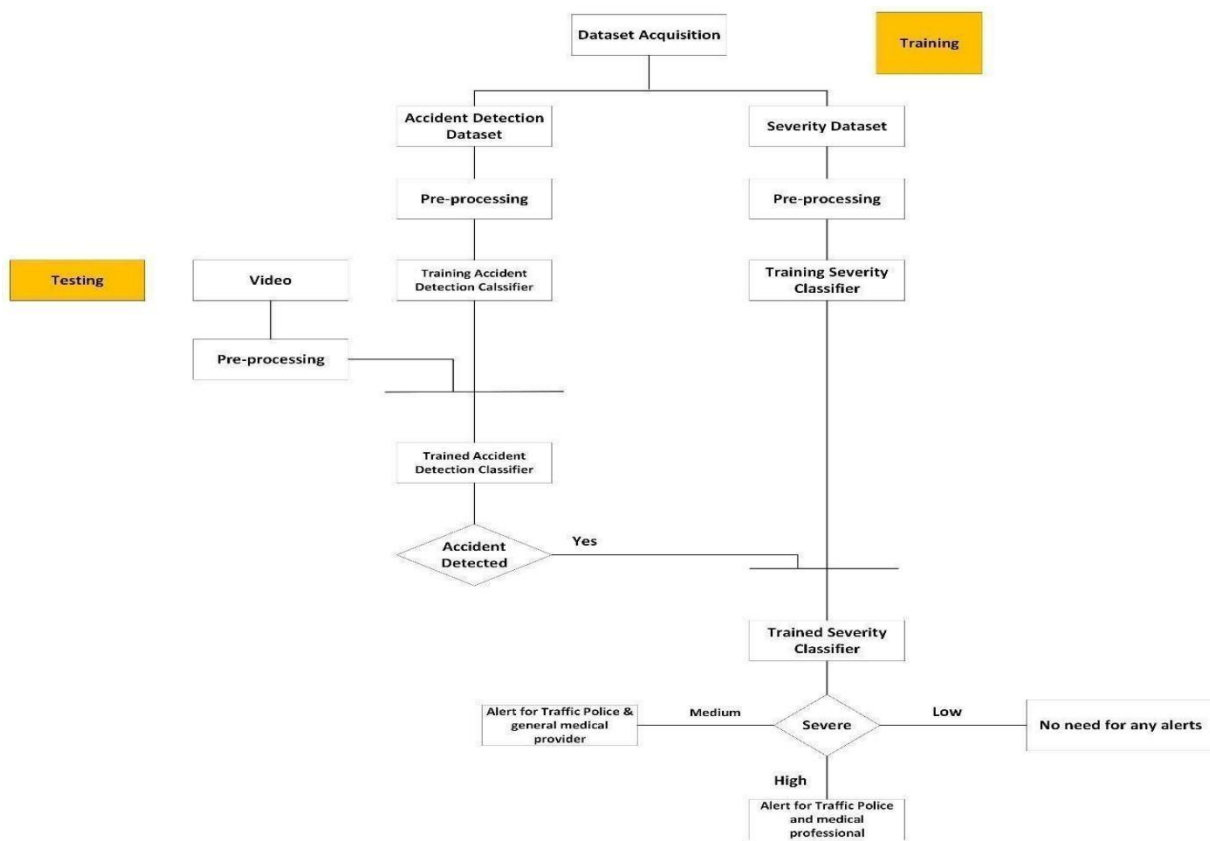 Dataset Acquisition
Training
Accident Detection
Dataset
Severity Dataset
Pre-processing
Pre-processing
Testing
Video
Training Accident
Detection Calssifier
Training Severity
Classifier
Pre-processing
Trained Accident
Detection Classifier
Accident
Detected
Yes
Trained Severity
Classifier
Alert for Traffic Police &
general medical
provider
Medium
Severe
Low
No need for any alerts
High
Alert for Traffic Police
and medical
professional